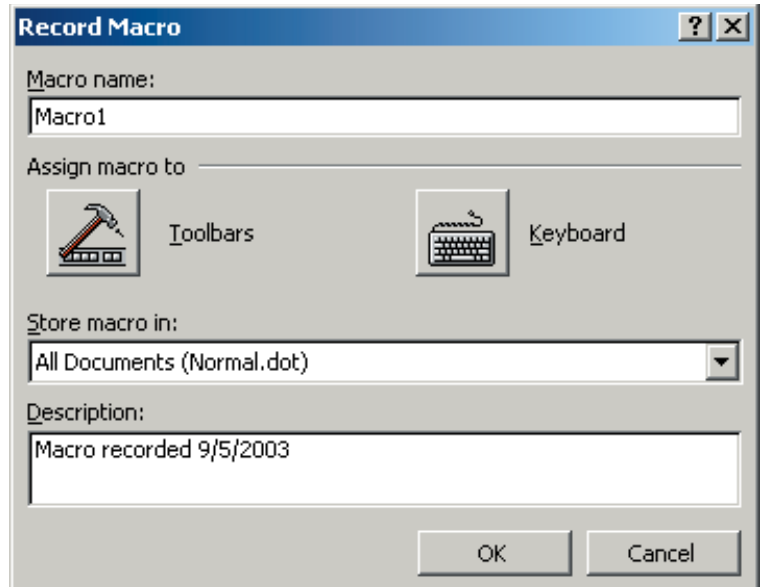 Record Macro
Macro name:
Macro1
Assign macro to
Toolbars
Keyboard
Store macro in:
All Documents (Normal.dot)
Description:
Macro recorded 9/5/2003
OK
Cancel